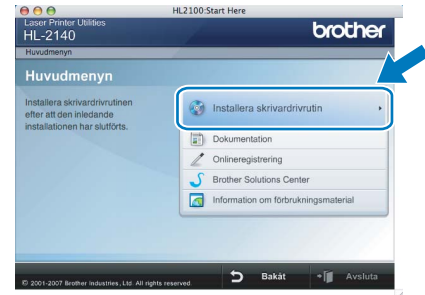 HL2100:Start Here
Laser Printer Utilities
HL-2140
brother
Huvudmenyn
Huvudmenyn
Installera skrivardrivrutinen
efter att den inledande
installationen har slutförts.
Installera skrivardrivrutin
Dokumentation
Onlineregistrering
Brother Solutions Center
Information om förbrukningsmaterial
© 2001-2007 Brother Industries, Ltd. All rights reserved.
Bakåt
Avsluta